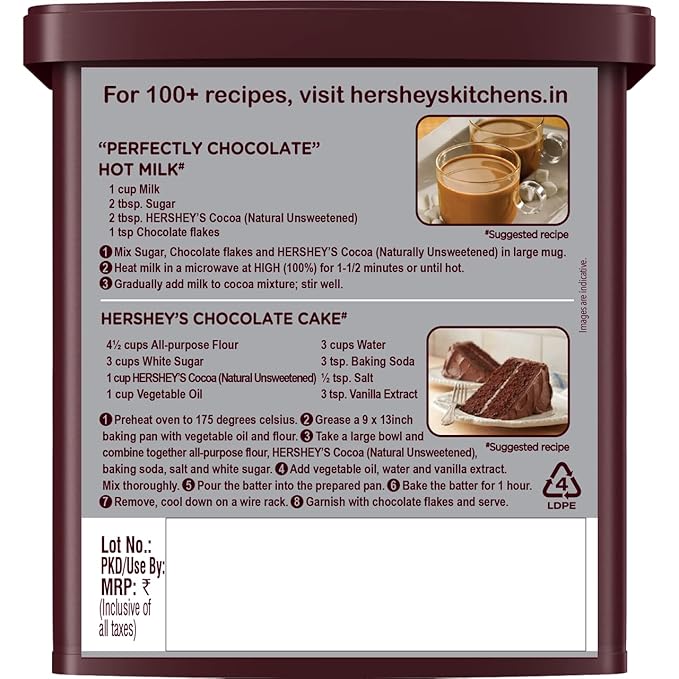 For 100+ recipes, visit hersheyskitchens.in
“PERFECTLY CHOCOLATE”
HOT MILK#
1 cup Milk
2 tbsp. Sugar
2 tbsp. HERSHEY'S Cocoa (Natural Unsweetened)
1 tsp Chocolate flakes
#Suggested recipe
1 Mix Sugar, Chocolate flakes and HERSHEY'S Cocoa (Naturally Unsweetened) in large mug.
2 Heat milk in a microwave at HIGH (100%) for 1-1/2 minutes or until hot.
3 Gradually add milk to cocoa mixture; stir well.
Images are indicative.
HERSHEY'S CHOCOLATE CAKE#
4½ cups All-purpose Flour
3 cups White Sugar
1 cup HERSHEY'S Cocoa (Natural Unsweetened)
1 cup Vegetable Oil
3 cups Water
3 tsp. Baking Soda
½ tsp. Salt
3 tsp. Vanilla Extract
#Suggested recipe
1 Preheat oven to 175 degrees celsius. 2 Grease a 9 x 13inch
baking pan with vegetable oil and flour. 3 Take a large bowl and
combine together all-purpose flour, HERSHEY'S Cocoa (Natural Unsweetened),
baking soda, salt and white sugar. 4 Add vegetable oil, water and vanilla extract.
Mix thoroughly. 5 Pour the batter into the prepared pan. 6 Bake the batter for 1 hour.
7 Remove, cool down on a wire rack. 8 Garnish with chocolate flakes and serve.
4
LDPE
Lot No.:
PKD/Use By:
MRP: ₹
(Inclusive of
all taxes)